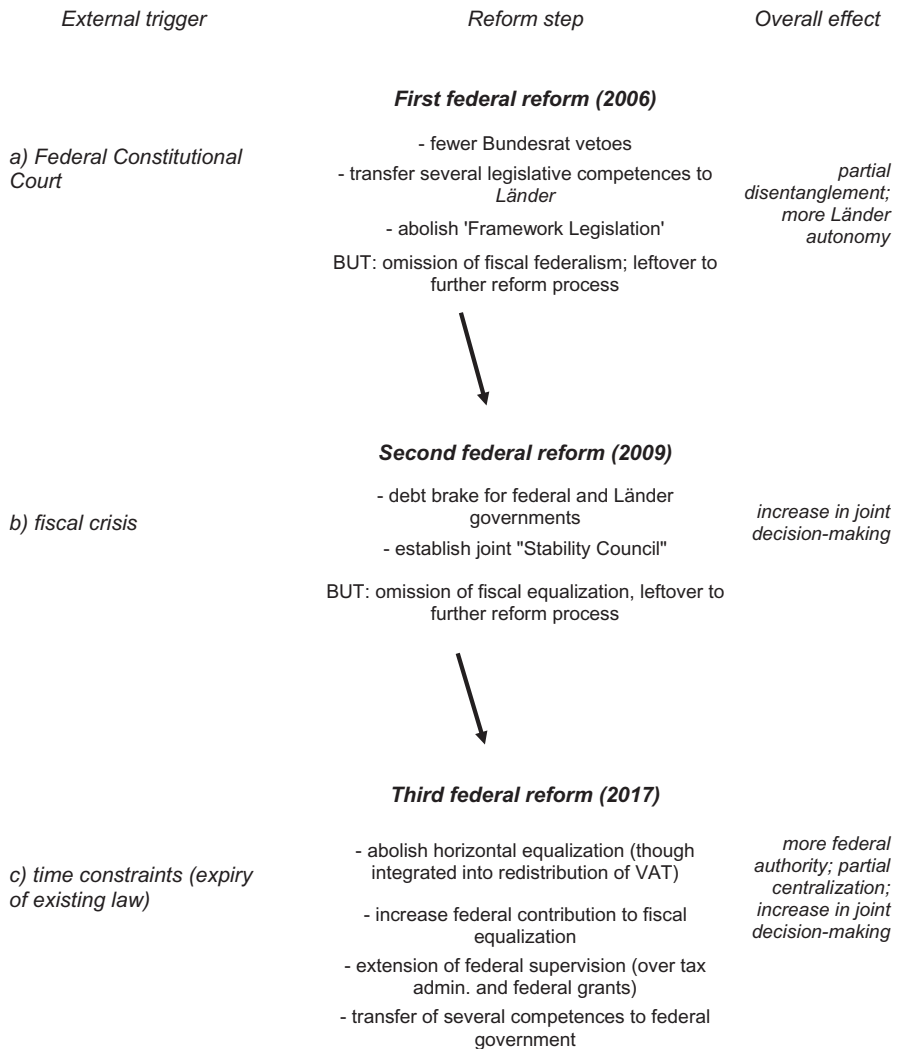 External trigger
Reform step
Overall effect
First federal reform (2006)
a) Federal Constitutional
Court
- fewer Bundesrat vetoes
- transfer several legislative competences to
Länder
- abolish 'Framework Legislation'
BUT: omission of fiscal federalism; leftover to
further reform process
partial
disentanglement;
more Länder
autonomy
Second federal reform (2009)
b) fiscal crisis
- debt brake for federal and Länder
governments
- establish joint "Stability Council"
BUT: omission of fiscal equalization, leftover to
further reform process
increase in joint
decision-making
Third federal reform (2017)
c) time constraints (expiry
of existing law)
- abolish horizontal equalization (though
integrated into redistribution of VAT)
- increase federal contribution to fiscal
equalization
- extension of federal supervision (over tax
admin. and federal grants)
- transfer of several competences to federal
government
more federal
authority; partial
centralization;
increase in joint
decision-making